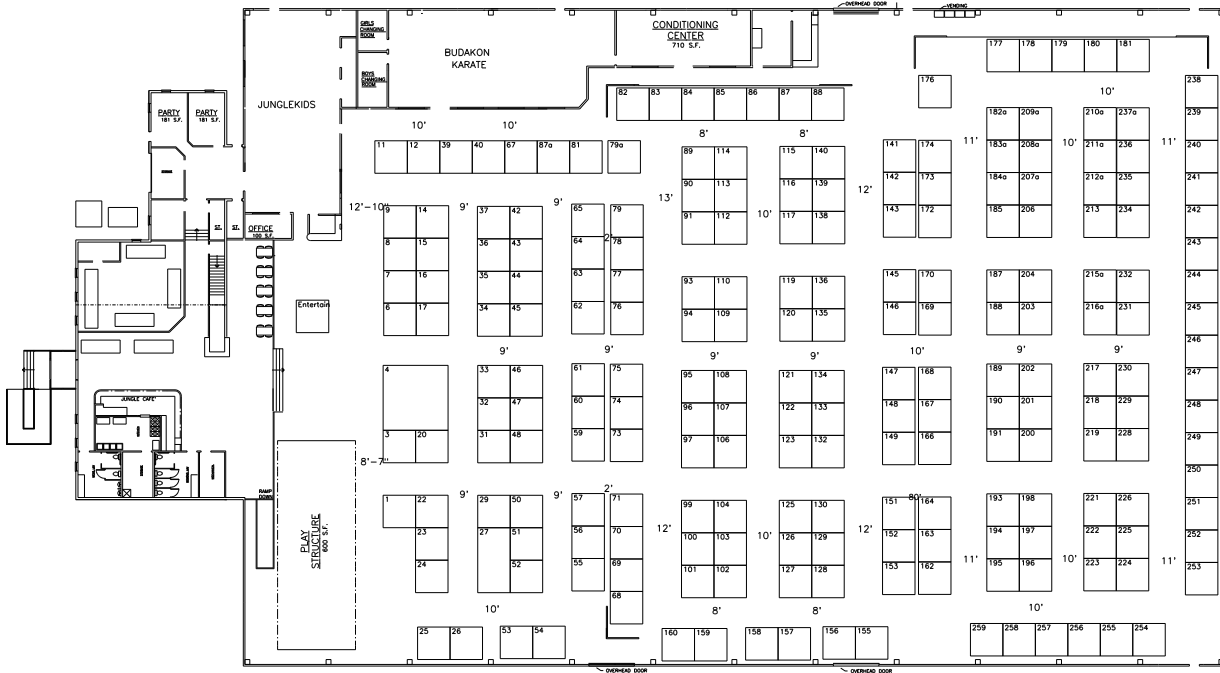 OVERHEAD DOOR
VENDING
GIRLS
CHANGING
ROOM
BUDAKON
KARATE
CONDITIONING
CENTER
710 S.F.
BOYS
CHANGING
ROOM
JUNGLEKIDS
PARTY
181 S.F.
PARTY
181 S.F.
177 178 179 180 181
176
238
10'
82 83 84 85 86 87 88
10' 10' 8' 8'
182a 209a 210a 237a 239
11 12 39 40 67 87a 81 79a
89 114 115 140 141 174
11' 183a 208a 10' 211a 236 11' 240
90 113 116 139 142 173
184a 207a 212a 235 241
13' 12'
12'-10" 9' 9'
9 14 37 42 65 79
91 112 10' 117 138 143 172
185 206 213 234 242
ST. ST. OFFICE
100 S.F.
8 15 36 43 64 2' 78
243
7 16 35 44 63 77
93 110 119 136 145 170
187 204 215a 232 244
Entertain
6 17 34 45 62 76
94 109 120 135 146 169
188 203 216a 231 245
246
9' 9' 9' 9' 10' 9' 9'
4 33 46 61 75
95 108 121 134 147 168
189 202 217 230 247
JUNGLE CAFE'
32 47 60 74
96 107 122 133 148 167
190 201 218 229 248
3 20 31 48 59 73
97 106 123 132 149 166
191 200 219 228 249
8'-7"
250
RAMP
DOWN
1 22 9' 29 50 9' 57 2' 71
99 104 125 130 151 80' 164
193 198 221 226 251
PLAY
STRUCTURE
600 S.F.
23 27 51 56 70
12' 100 103 10' 126 129 12' 152 163
194 197 222 225 252
24 52 55 69
101 102 127 128 153 162
11' 195 196 10' 223 224 11' 253
68
10' 8' 8' 10'
25 26 53 54
160 159 158 157 156 155
259 258 257 256 255 254
OVERHEAD DOOR
OVERHEAD DOOR